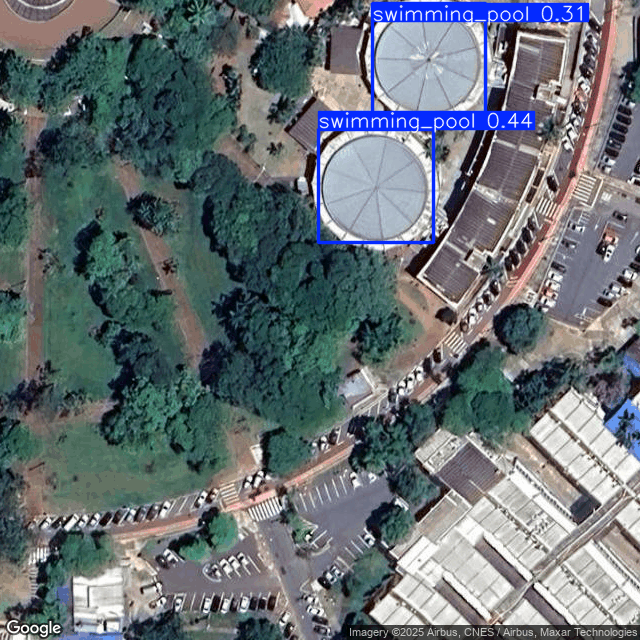 swimming_pool 0.31
swimming_pool 0.44
Google
Imagery ©2025 Airbus, CNES / Airbus, Maxar Technologies